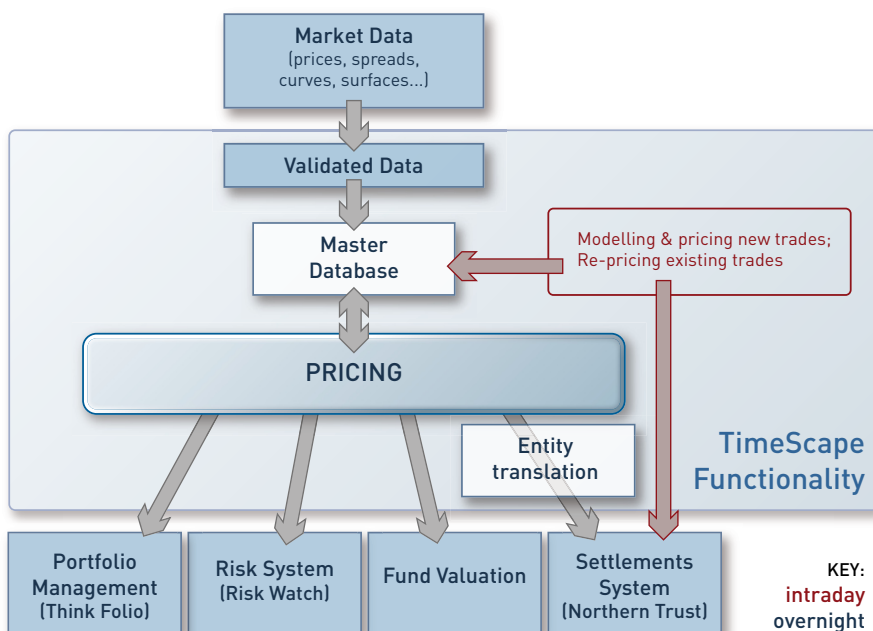 Market Data
(prices, spreads,
curves, surfaces...)
Validated Data
Master
Database
Modelling & pricing new trades;
Re-pricing existing trades
PRICING
Entity
translation
TimeScape
Functionality
Portfolio
Management
(Think Folio)
Risk System
(Risk Watch)
Fund Valuation
Settlements
System
(Northern Trust)
KEY:
intraday
overnight